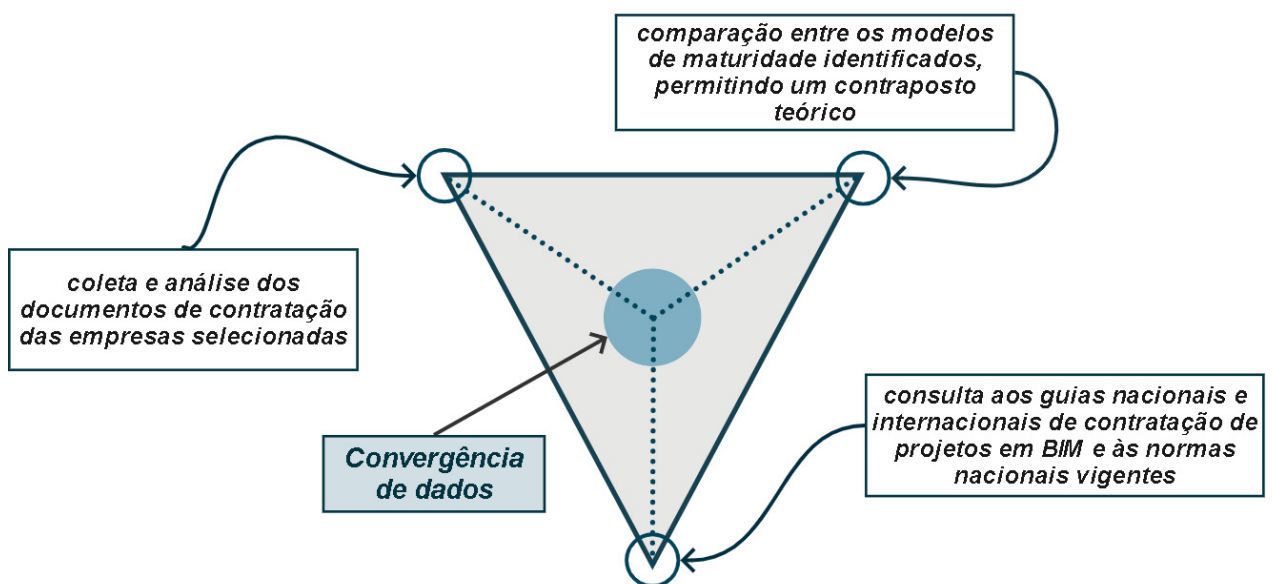 comparação entre os modelos
de maturidade identificados,
permitindo um contraposto
teórico
coleta e análise dos
documentos de contratação
das empresas selecionadas
Convergência
de dados
consulta aos guias nacionais e
internacionais de contratação de
projetos em BIM e às normas
nacionais vigentes